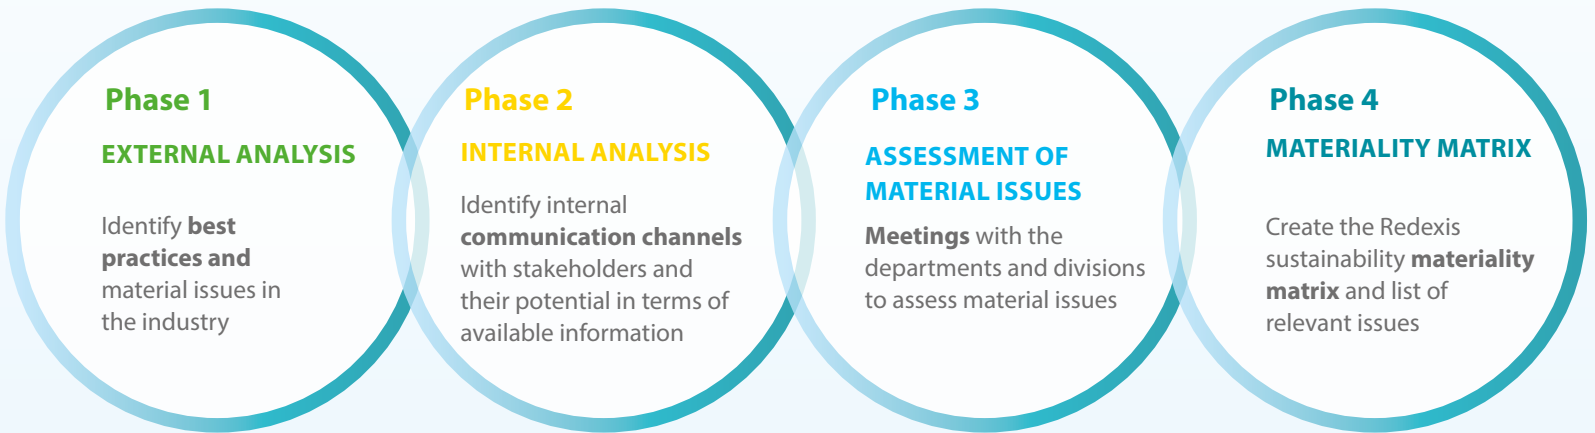 Phase 1
EXTERNAL ANALYSIS
Identify best
practices and
material issues in
the industry
Phase 2
INTERNAL ANALYSIS
Identify internal
communication channels
with stakeholders and
their potential in terms of
available information
Phase 3
ASSESSMENT OF
MATERIAL ISSUES
Meetings with the
departments and divisions
to assess material issues
Phase 4
MATERIALITY MATRIX
Create the Redexis
sustainability materiality
matrix and list of
relevant issues